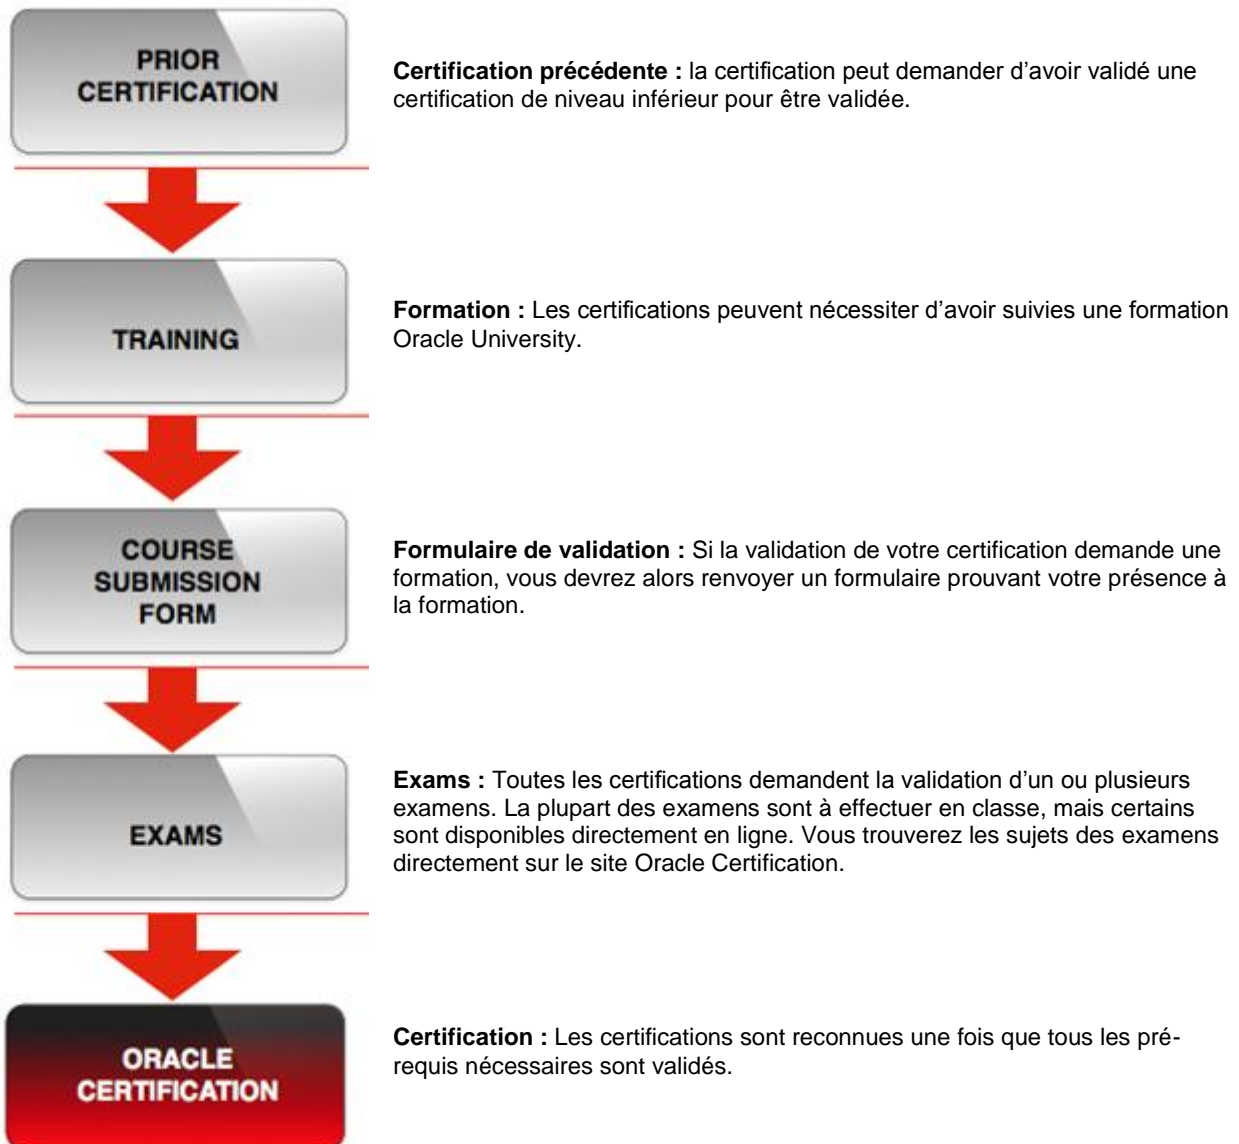 PRIOR
CERTIFICATION
Certification précédente : la certification peut demander d’avoir validé une
certification de niveau inférieur pour être validée.
TRAINING
Formation : Les certifications peuvent nécessiter d’avoir suivies une formation
Oracle University.
COURSE
SUBMISSION
FORM
Formulaire de validation : Si la validation de votre certification demande une
formation, vous devrez alors renvoyer un formulaire prouvant votre présence à
la formation.
EXAMS
Exams : Toutes les certifications demandent la validation d’un ou plusieurs
examens. La plupart des examens sont à effectuer en classe, mais certains
sont disponibles directement en ligne. Vous trouverez les sujets des examens
directement sur le site Oracle Certification.
ORACLE
CERTIFICATION
Certification : Les certifications sont reconnues une fois que tous les pré-
requis nécessaires sont validés.